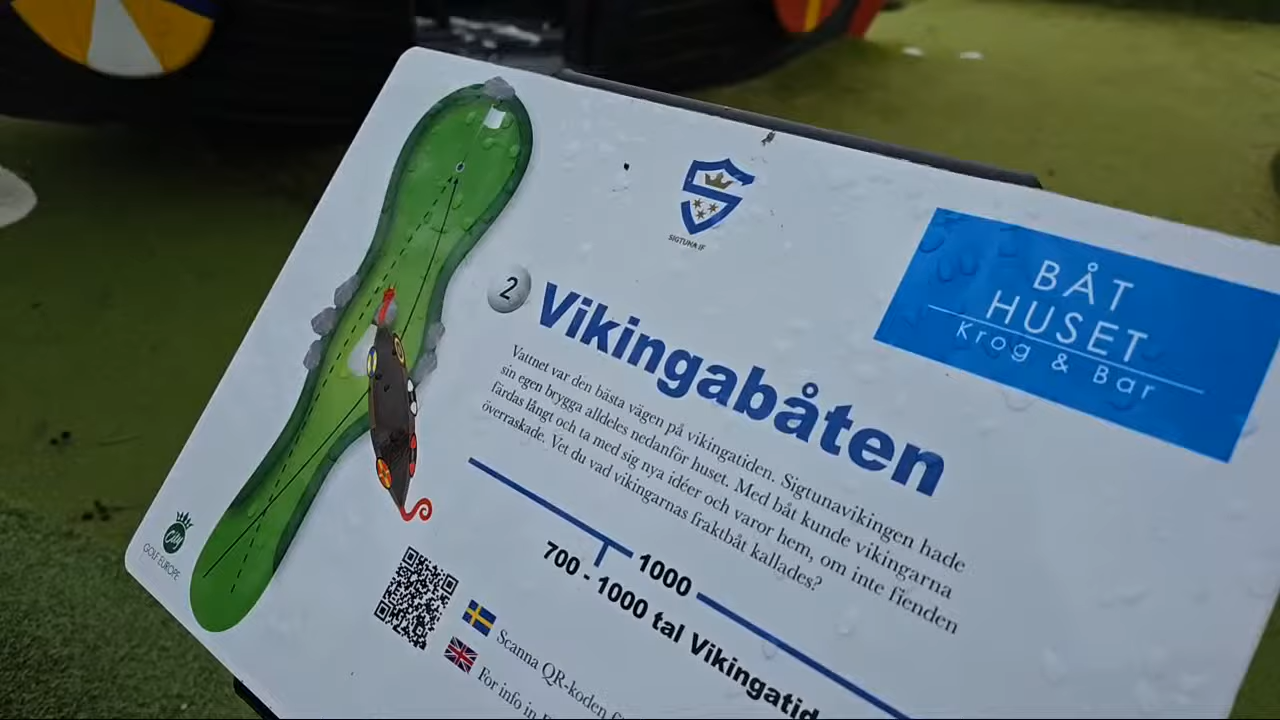 SIGTUNA IF
BÅT
HUSET
Krog & Bar
2 Vikingabåten
Vattnet var den bästa vägen på vikingatiden. Sigtunavikingen hade
sin egen brygga alldeles nedanför huset. Med båt kunde vikingarna
färdas långt och ta med sig nya idéer och varor hem, om inte fienden
överraskade. Vet du vad vikingarnas fraktbåt kallades?
1000
700 - 1000 tal Vikingatid
City
GOLF EUROPE
Scanna QR-koden
For info in